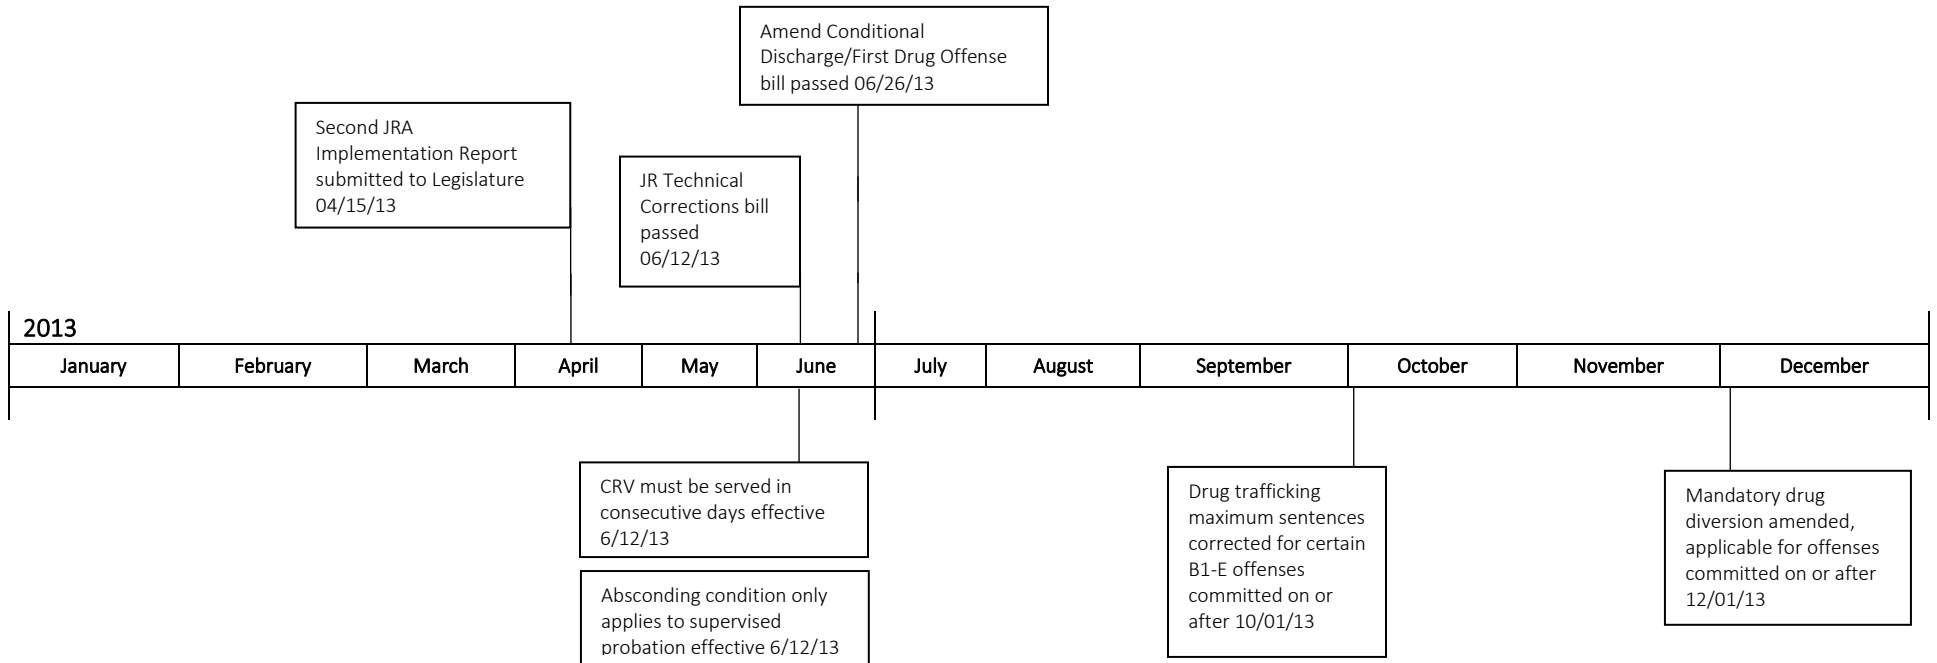 Amend Conditional
Discharge/First Drug Offense
bill passed 06/26/13
Second JRA
Implementation Report
submitted to Legislature
04/15/13
JR Technical
Corrections bill
passed
06/12/13
2013
January February March April May June July August September October November December
CRV must be served in
consecutive days effective
6/12/13
Absconding condition only
applies to supervised
probation effective 6/12/13
Drug trafficking
maximum sentences
corrected for certain
B1-E offenses
committed on or
after 10/01/13
Mandatory drug
diversion amended,
applicable for offenses
committed on or after
12/01/13